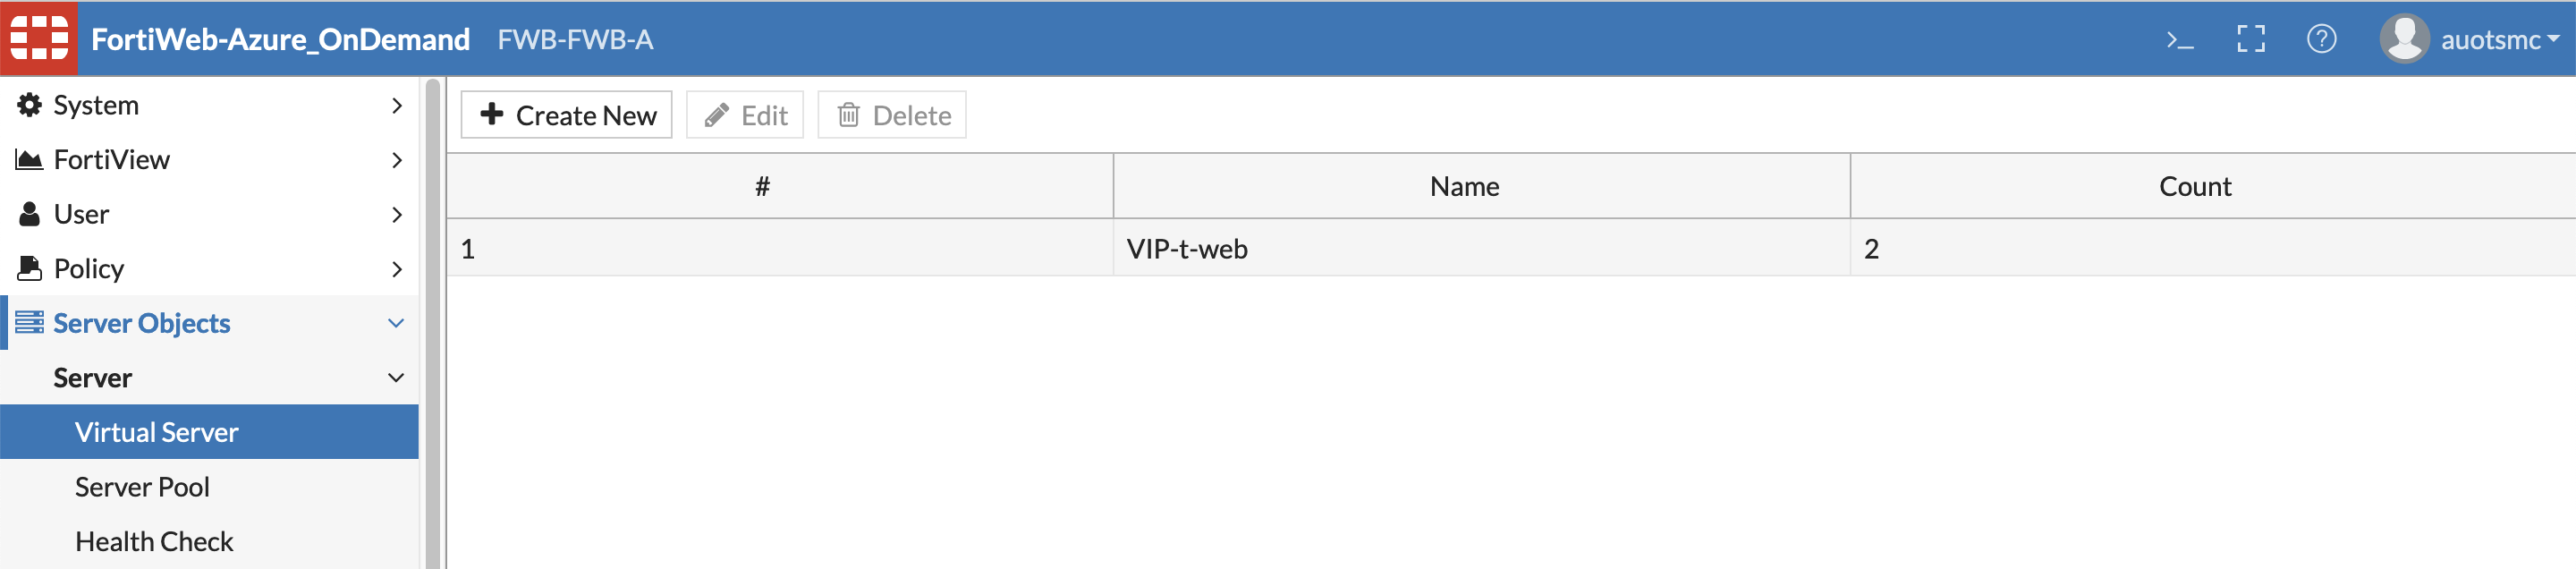 FortiWeb-Azure_OnDemand FWB-FWB-A
auotsmc
System
FortiView
User
Policy
Server Objects
Server
Virtual Server
Server Pool
Health Check
Create New Edit Delete
# Name Count
1 VIP-t-web 2